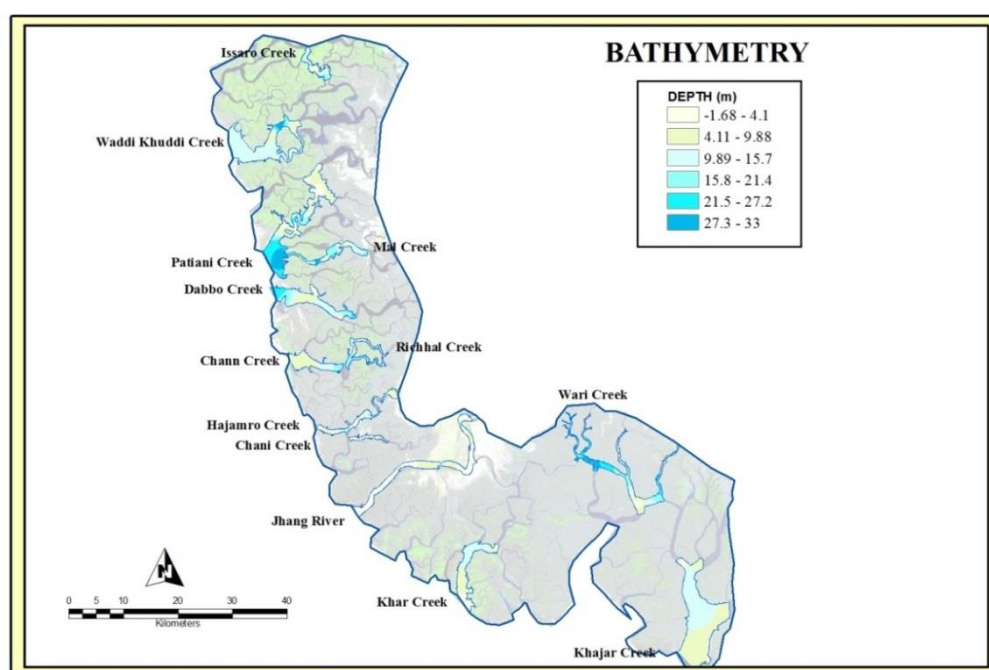 BATHYMETRY
DEPTH (m)
-1.68 - 4.1
4.11 - 9.88
9.89 - 15.7
15.8 - 21.4
21.5 - 27.2
27.3 - 33
Issaro Creek
Waddi Khuddi Creek
Mal Creek
Patiani Creek
Dabbo Creek
Richhal Creek
Chann Creek
Wari Creek
Hajamro Creek
Chani Creek
Jhang River
Khar Creek
Khajar Creek
N
0 5 10 20 30 40
Kilometers